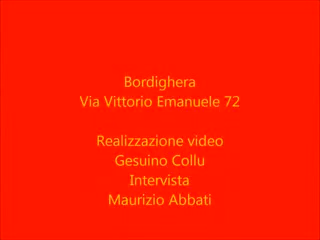 Bordighera
Via Vittorio Emanuele 72
Realizzazione video
Gesuino Collu
Intervista
Maurizio Abbati